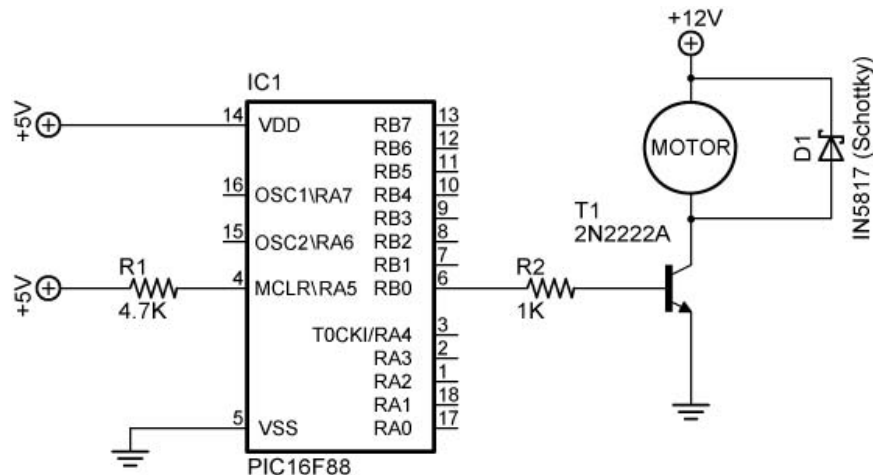 +12V
IC1
+5V
14
VDD
RB7
13
RB6
12
RB5
11
16
OSC1\RA7
RB4
10
RB3
9
15
OSC2\RA6
RB2
8
RB1
7
+5V
R1
4.7K
4
MCLR\RA5
RB0
6
R2
1K
T0CKI/RA4
3
RA3
2
RA2
1
RA1
18
5
VSS
RA0
17
PIC16F88
MOTOR
D1
IN5817 (Schottky)
T1
2N2222A